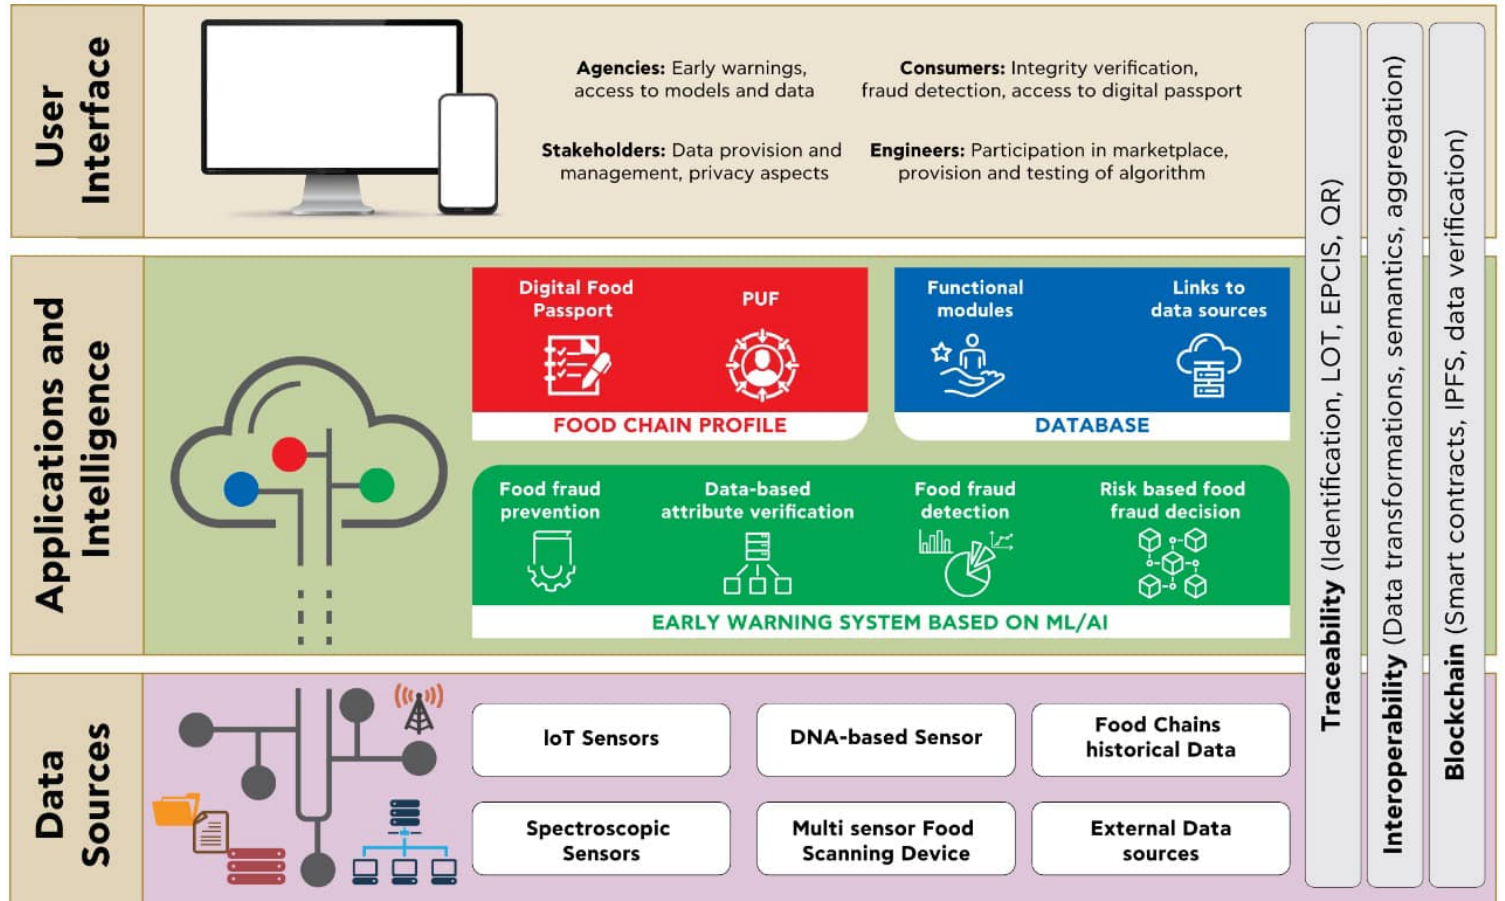 User
Interface
Agencies: Early warnings,
access to models and data
Consumers: Integrity verification,
fraud detection, access to digital passport
Stakeholders: Data provision and
management, privacy aspects
Engineers: Participation in marketplace,
provision and testing of algorithm
Applications and
Intelligence
Digital Food
Passport
PUF
FOOD CHAIN PROFILE
Functional
modules
Links to
data sources
DATABASE
Food fraud
prevention
Data-based
attribute verification
Food fraud
detection
Risk based food
fraud decision
EARLY WARNING SYSTEM BASED ON ML/AI
Data
Sources
IoT Sensors
DNA-based Sensor
Food Chains
historical Data
Spectroscopic
Sensors
Multi sensor Food
Scanning Device
External Data
sources
Traceability (Identification, LOT, EPCIS, QR)
Interoperability (Data transformations, semantics, aggregation)
Blockchain (Smart contracts, IPFS, data verification)